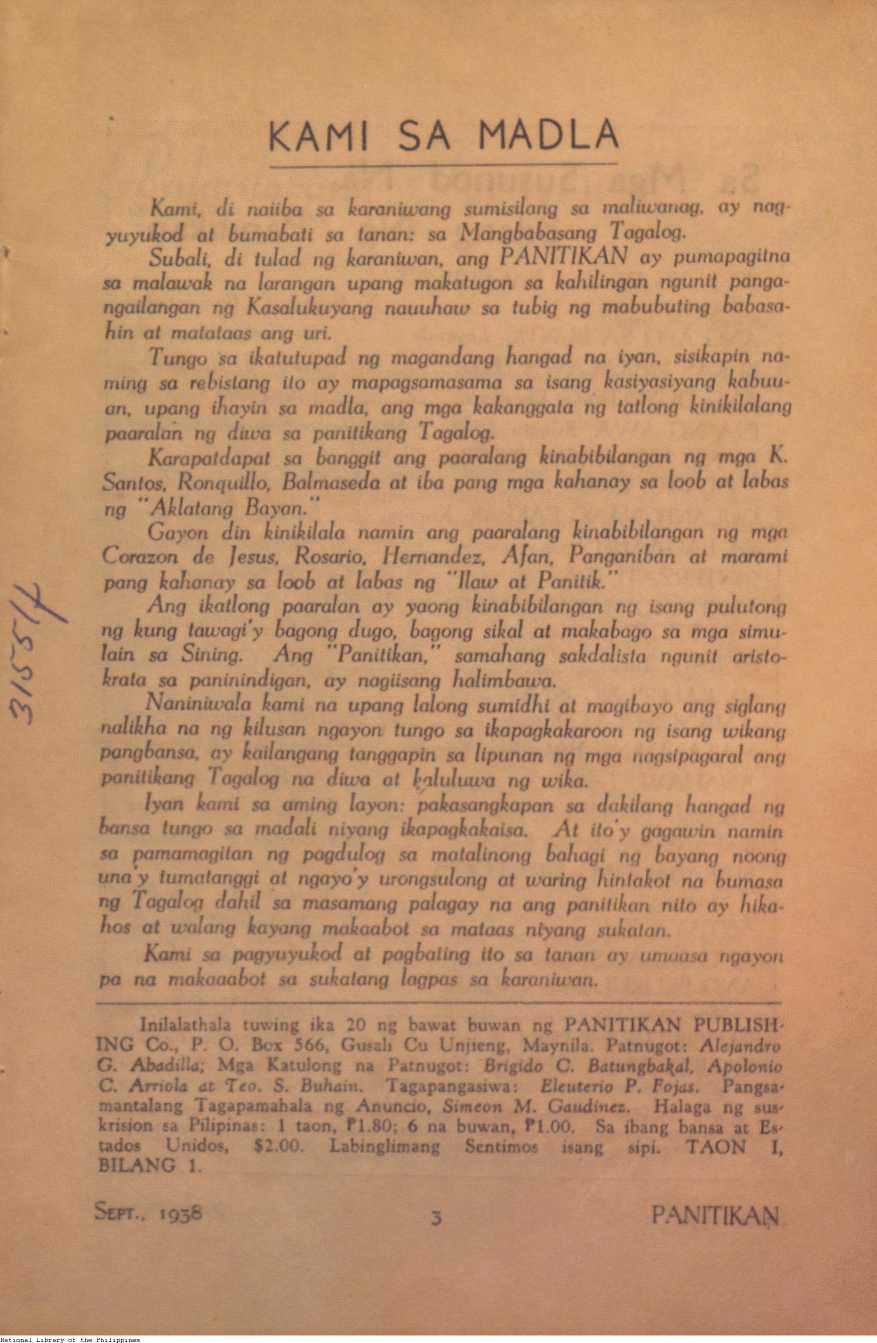 KAMI SA MADLA
Kami, di naiiba sa karaniwang sumisilang sa maliwanag, ay nag-
yuyukod at bumabati sa tanan: sa Mangbabasang Tagalog.
Subali, di tulad ng karaniwan, ang PANITIKAN ay pumapagitna
sa malawak na larangan upang makatugon sa kahilingan ngunit panga-
ngailangan ng Kasalukuyang nauuhaw sa tubig ng mabubuting babasa-
hin at matataas ang uri.
Tungo sa ikatutupad ng magandang hangad na iyan, sisikapin na-
ming sa rebistang ito ay mapagsamasama sa isang kasiyasiyang kabuu-
an, upang ihayin sa madla, ang mga kakanggata ng tatlong kinikilalang
paaralan ng diwa sa panitikang Tagalog.
Karapatdapat sa banggit ang paaralang kinabibilangan ng mga K.
Santos, Ronquillo, Balmaseda at iba pang mga kahanay sa loob at labas
ng "Aklatang Bayan."
Gayon din kinikilala namin ang paaralang kinabibilangan ng mga
Corazon de Jesus, Rosario, Hernandez, Afan, Panganiban at marami
pang kahanay sa loob at labas ng "Ilaw at Panitik."
Ang ikatlong paaralan ay yaong kinabibilangan ng isang pulutong
ng kung tawagi'y bagong dugo, bagong sikal at makabago sa mga simu-
lain sa Sining. Ang "Panitikan," samahang sakdalista ngunit aristo-
krata sa paninindigan, ay nagiisang halimbawa.
Naniniwala kami na upang lalong sumidhi at magibayo ang siglang
nalikha na ng kilusan ngayon tungo sa ikapagkakaroon ng isang wikang
pangbansa, ay kailangang tanggapin sa lipunan ng mga nagsipagaral ang
panitikang Tagalog na diwa at kaluluwa ng wika.
Iyan kami sa aming layon: pakasangkapan sa dakilang hangad ng
bansa tungo sa madali niyang ikapagkakaisa. At ito'y gagawin namin
sa pamamagitan ng pagdulog sa matalinong bahagi ng bayang noong
una'y tumatanggi at ngayo'y urongsulong at waring hintakot na bumasa
ng Tagalog dahil sa masamang palagay na ang panitikan nito ay hika-
hos at walang kayang makaabot sa mataas niyang sukatan.
Kami sa pagyuyukod at pagbating ito sa tanan ay umaasa ngayon
pa na makaaabot sa sukatang lagpas sa karaniwan.
Inilalathala tuwing ika 20 ng bawat buwan ng PANITIKAN PUBLISH-
ING Co., P. O. Box 566, Gusali Cu Unjieng, Maynila. Patnugot: Alejandro
G. Abadilla; Mga Katulong na Patnugot: Brigido C. Batungbakal, Apolonio
C. Arriola at Teo. S. Buhain. Tagapangasiwa: Eleuterio P. Fojas. Pangsa-
mantalang Tagapamahala ng Anuncio, Simeon M. Gaudinez. Halaga ng sus-
krision sa Pilipinas: 1 taon, ₱1.80; 6 na buwan, ₱1.00. Sa ibang bansa at Es-
tados Unidos, $2.00. Labinglimang Sentimos isang sipi. TAON I,
BILANG 1.
SEPT., 1938 3 PANITIKAN
National Library of the Philippines